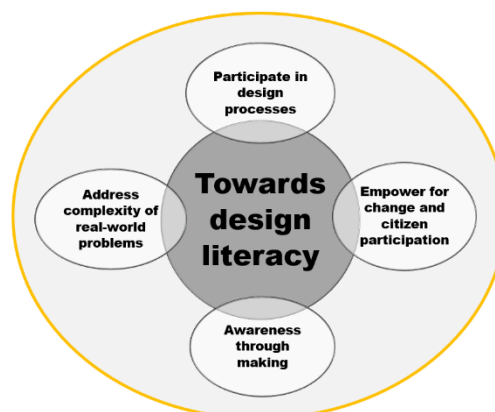 Participate in
design
processes
Address
complexity of
real-world
problems
Towards
design
literacy
Empower for
change and
citizen
participation
Awareness
through
making